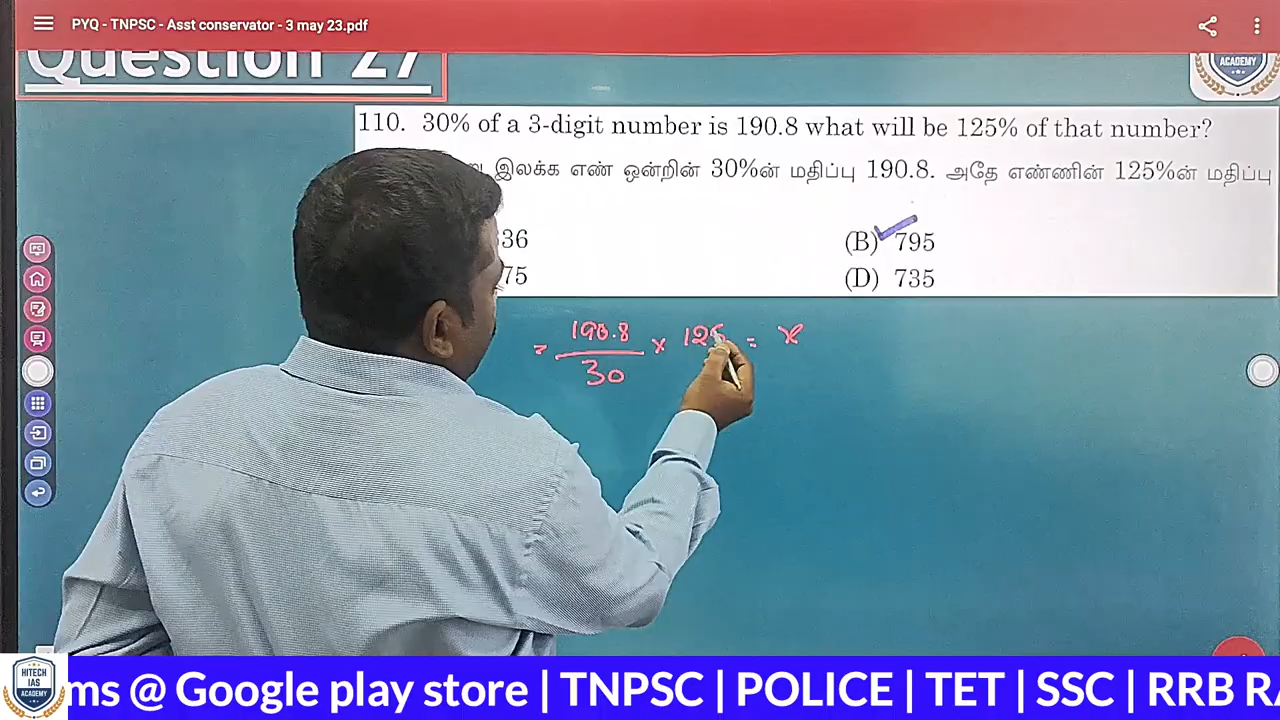 PYQ - TNPSC - Asst conservator - 3 may 23.pdf
Question 27
ACADEMY
110. 30% of a 3-digit number is 190.8 what will be 125% of that number?
இலக்க எண் ஒன்றின் 30%ன் மதிப்பு 190.8. அதே எண்ணின் 125%ன் மதிப்பு
36
(B) 795
75
(D) 735
= 190.8 × 125 = x
30
HITECH IAS ACADEMY
ms @ Google play store | TNPSC | POLICE | TET | SSC | RRB RA